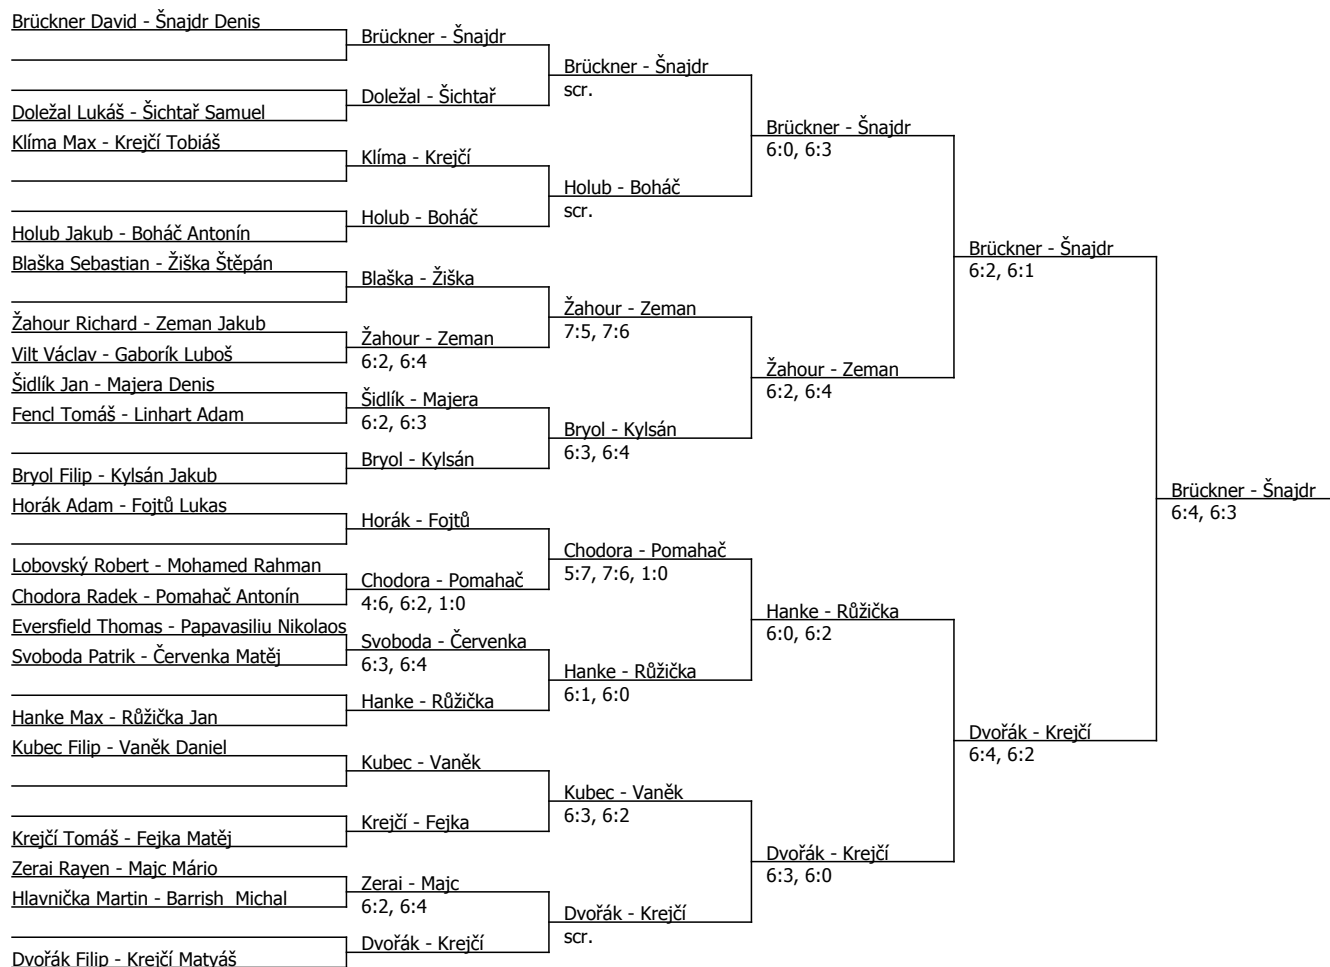 Brückner David - Šnajdr Denis
Doležal Lukáš - Šichtař Samuel
Klíma Max - Krejčí Tobiáš
Holub Jakub - Boháč Antonín
Blaška Sebastian - Žiška Štěpán
Žahour Richard - Zeman Jakub
Vilt Václav - Gaborík Luboš
Šidlík Jan - Majera Denis
Fencl Tomáš - Linhart Adam
Bryol Filip - Kylsán Jakub
Horák Adam - Fojtů Lukas
Lobovský Robert - Mohamed Rahman
Chodora Radek - Pomahač Antonín
Eversfield Thomas - Papavasiliu Nikolaos
Svoboda Patrik - Červenka Matěj
Hanke Max - Růžička Jan
Kubec Filip - Vaněk Daniel
Krejčí Tomáš - Fejka Matěj
Zerai Rayen - Majc Mário
Hlavnička Martin - Barrish  Michal
Dvořák Filip - Krejčí Matyáš
Brückner - Šnajdr
Doležal - Šichtař
Klíma - Krejčí
Holub - Boháč
Blaška - Žiška
Žahour - Zeman
6:2, 6:4
Šidlík - Majera
6:2, 6:3
Bryol - Kylsán
Horák - Fojtů
Chodora - Pomahač
4:6, 6:2, 1:0
Svoboda - Červenka
6:3, 6:4
Hanke - Růžička
Kubec - Vaněk
Krejčí - Fejka
Zerai - Majc
6:2, 6:4
Dvořák - Krejčí
Brückner - Šnajdr
scr.
Holub - Boháč
scr.
Žahour - Zeman
7:5, 7:6
Bryol - Kylsán
6:3, 6:4
Chodora - Pomahač
5:7, 7:6, 1:0
Hanke - Růžička
6:1, 6:0
Kubec - Vaněk
6:3, 6:2
Dvořák - Krejčí
scr.
Brückner - Šnajdr
6:0, 6:3
Žahour - Zeman
6:2, 6:4
Hanke - Růžička
6:0, 6:2
Dvořák - Krejčí
6:3, 6:0
Brückner - Šnajdr
6:2, 6:1
Dvořák - Krejčí
6:4, 6:2
Brückner - Šnajdr
6:4, 6:3